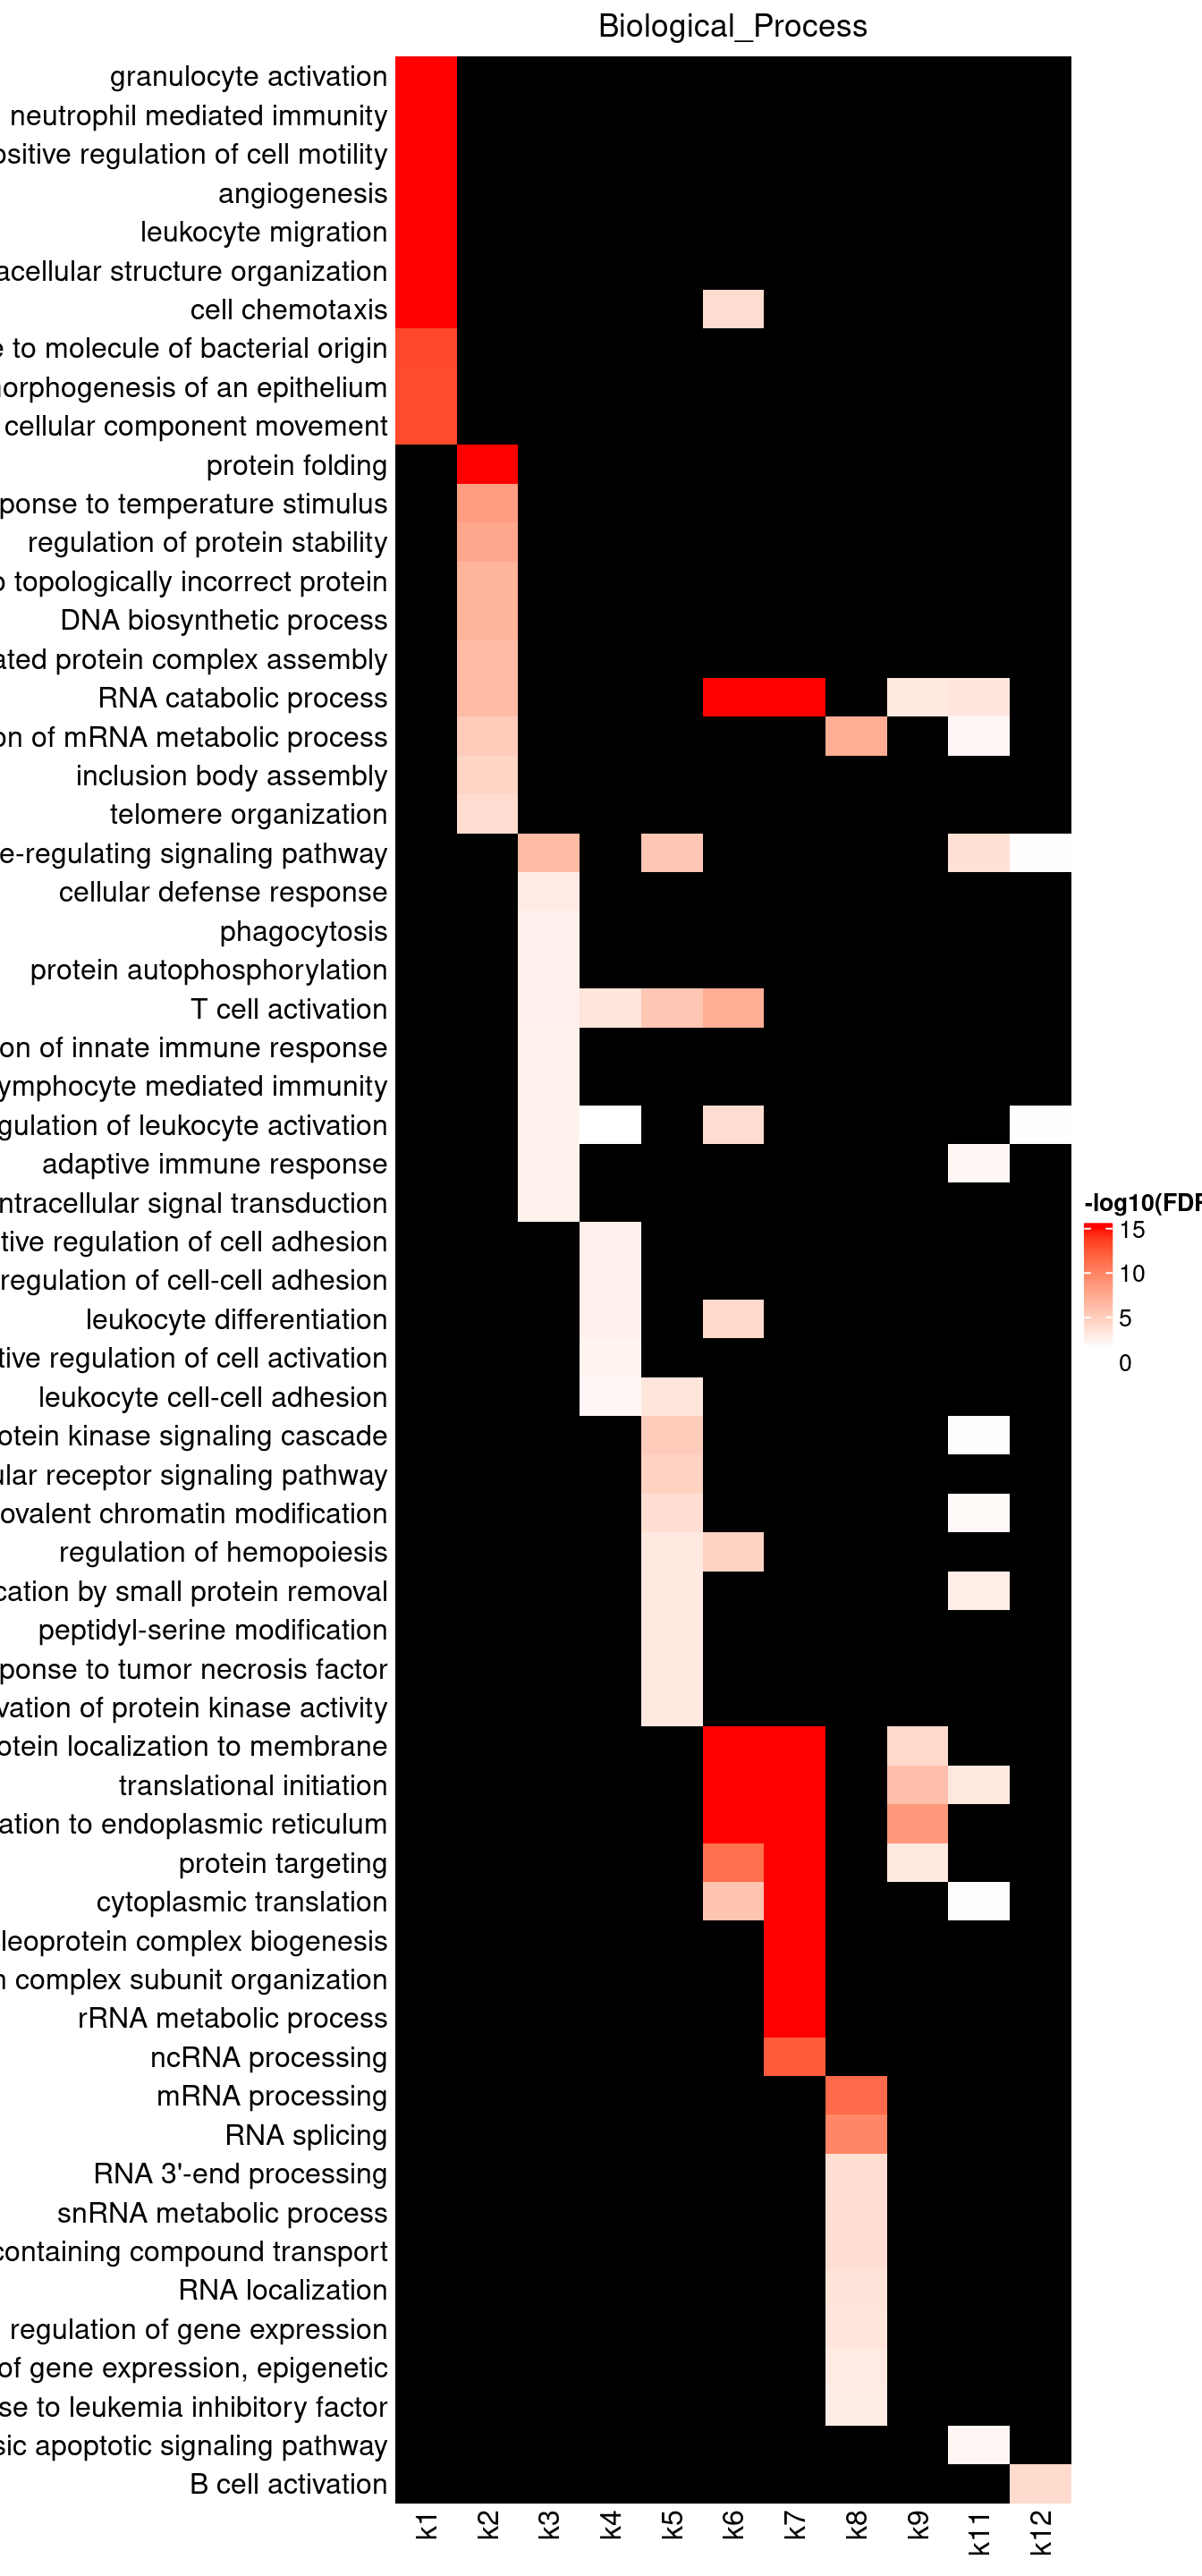 Biological_Process
granulocyte activation
neutrophil mediated immunity
ositive regulation of cell motility
angiogenesis
leukocyte migration
acellular structure organization
cell chemotaxis
e to molecule of bacterial origin
norphogenesis of an epithelium
cellular component movement
protein folding
ponse to temperature stimulus
regulation of protein stability
o topologically incorrect protein
DNA biosynthetic process
ated protein complex assembly
RNA catabolic process
on of mRNA metabolic process
inclusion body assembly
telomere organization
e-regulating signaling pathway
cellular defense response
phagocytosis
protein autophosphorylation
T cell activation
on of innate immune response
ymphocyte mediated immunity
gulation of leukocyte activation
adaptive immune response
ntracellular signal transduction
tive regulation of cell adhesion
regulation of cell-cell adhesion
leukocyte differentiation
tive regulation of cell activation
leukocyte cell-cell adhesion
otein kinase signaling cascade
ular receptor signaling pathway
ovalent chromatin modification
regulation of hemopoiesis
cation by small protein removal
peptidyl-serine modification
ponse to tumor necrosis factor
vation of protein kinase activity
otein localization to membrane
translational initiation
ation to endoplasmic reticulum
protein targeting
cytoplasmic translation
leoprotein complex biogenesis
n complex subunit organization
rRNA metabolic process
ncRNA processing
mRNA processing
RNA splicing
RNA 3'-end processing
snRNA metabolic process
containing compound transport
RNA localization
regulation of gene expression
of gene expression, epigenetic
se to leukemia inhibitory factor
sic apoptotic signaling pathway
B cell activation
-log10(FDR
15
10
5
0
k1
k2
k3
k4
k5
k6
k7
k8
k9
k11
k12